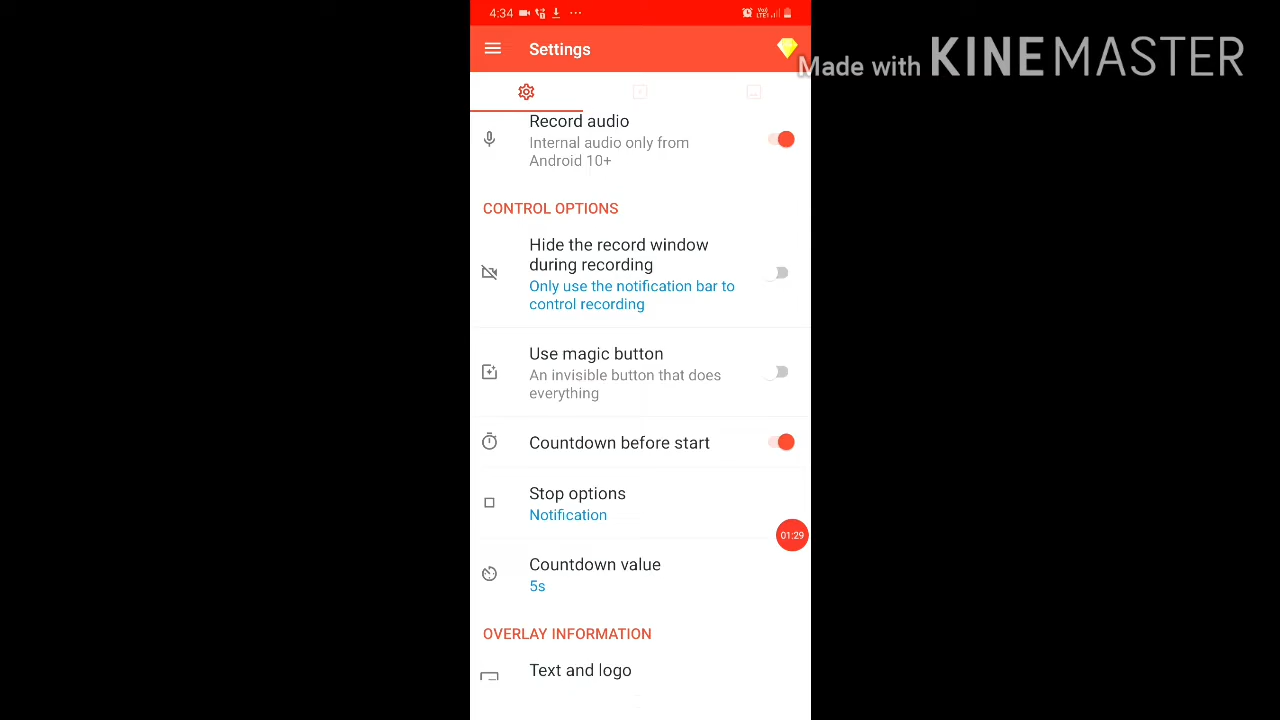 4:34
VoLTE1
Settings
Made with KINEMASTER
Record audio
Internal audio only from
Android 10+
CONTROL OPTIONS
Hide the record window
during recording
Only use the notification bar to
control recording
Use magic button
An invisible button that does
everything
Countdown before start
Stop options
Notification
01:29
Countdown value
5s
OVERLAY INFORMATION
Text and logo